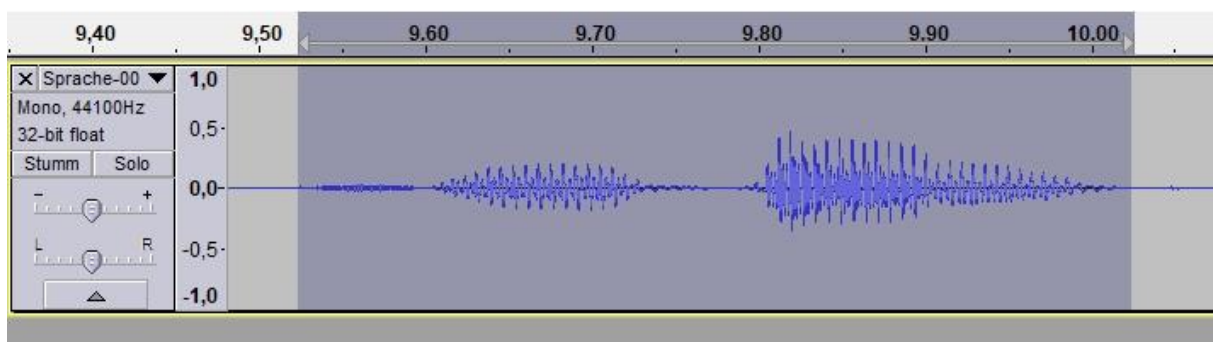 9,40 9,50 9.60 9.70 9.80 9.90 10.00
Sprache-00 1,0
Mono, 44100Hz
32-bit float 0,5
Stumm Solo
- + 0,0
L R -0,5
-1,0